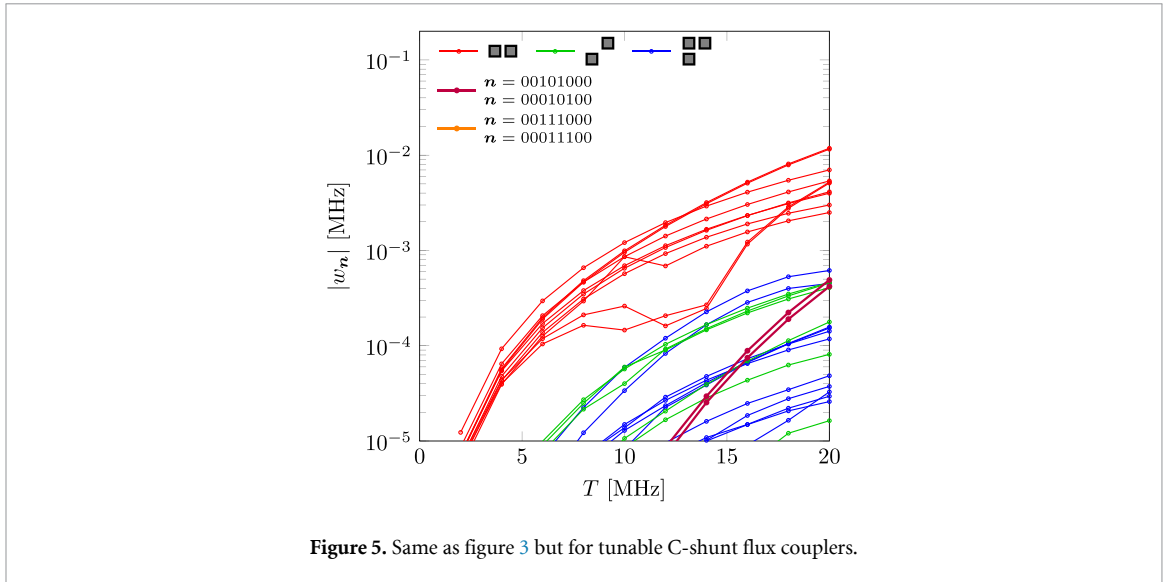 n = 00101000
n = 00010100
n = 00111000
n = 00011100
10⁻¹
10⁻²
10⁻³
10⁻⁴
10⁻⁵
|wₙ| [MHz]
0 5 10 15 20
T [MHz]
Figure 5. Same as figure 3 but for tunable C-shunt flux couplers.